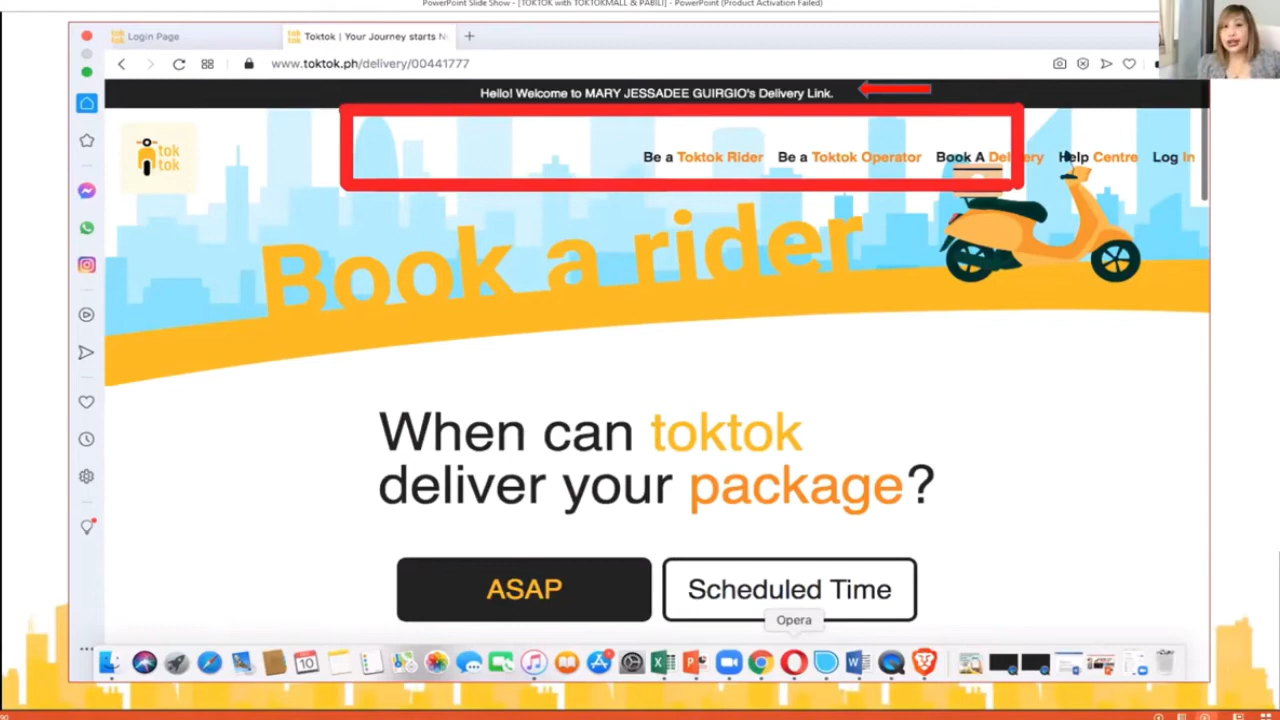 PowerPoint Slide Show - [TOKTOK with TOKTOKMALL & PABILI] - PowerPoint (Product Activation Failed)
Login Page
Toktok | Your Journey starts N
www.toktok.ph/delivery/00441777
Hello! Welcome to MARY JESSADEE GUIRGIO's Delivery Link.
tok
tok
Be a Toktok Rider Be a Toktok Operator Book A Delivery Help Centre Log In
Book a rider
When can toktok
deliver your package?
ASAP Scheduled Time
Opera
10